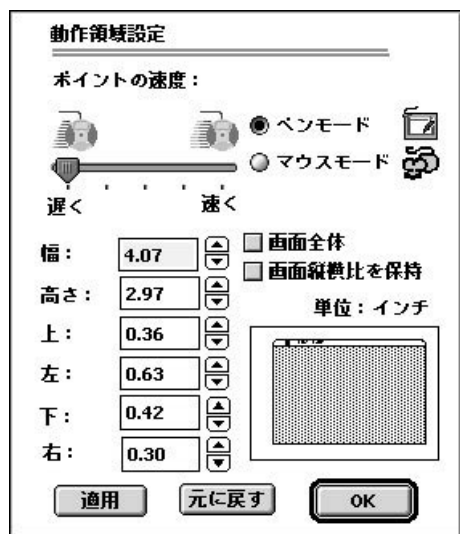 動作領域設定
ポイントの速度：
ペンモード
マウスモード
遅く 速く
幅： 4.07
画面全体
画面縦横比を保持
高さ： 2.97
単位：インチ
上： 0.36
左： 0.63
下： 0.42
右： 0.30
適用 元に戻す OK